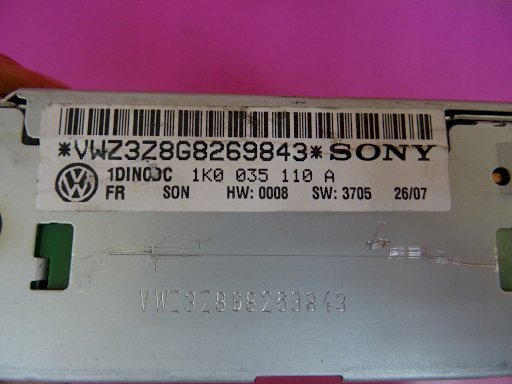 *VWZ3Z8G8269843* SONY
1DINCDC 1K0 035 110 A
FR SON HW: 0008 SW: 3705 26/07
VWZ3Z8G8269843